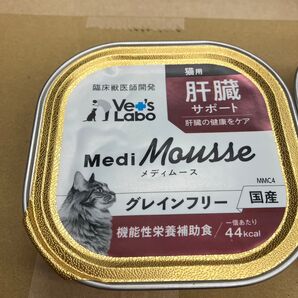 猫用
肝臓
サポート
肝臓の健康をケア
臨床獣医師開発
Vet's
Labo
Medi Mousse
メディムース
MMC4
グレインフリー
国産
機能性栄養補助食
一個あたり
44kcal